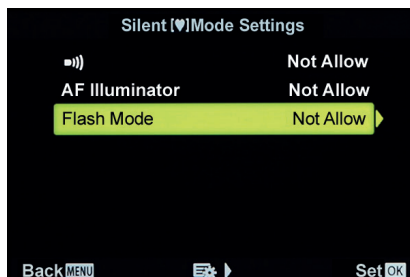 Silent [♥]Mode Settings
■))) Not Allow
AF Illuminator Not Allow
Flash Mode Not Allow
Back MENU Set OK